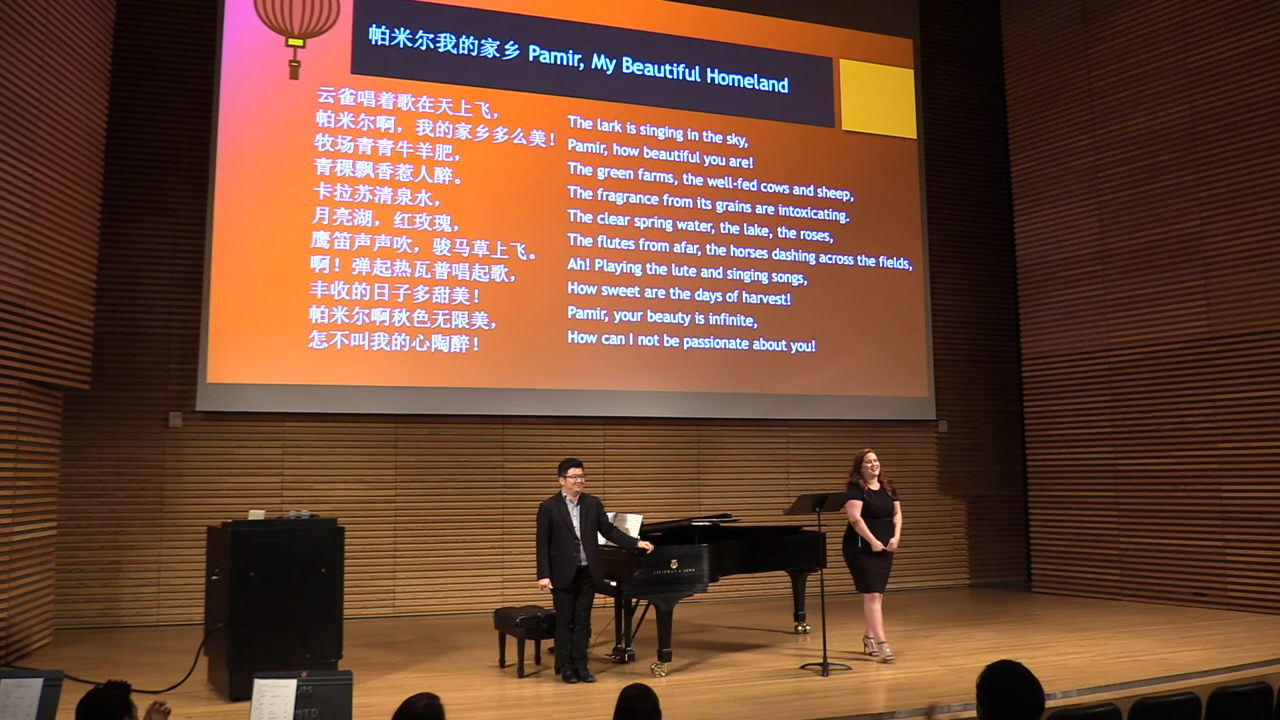 帕米尔我的家乡 Pamir, My Beautiful Homeland
云雀唱着歌在天上飞，
帕米尔啊，我的家乡多么美！
牧场青青牛羊肥，
青稞飘香惹人醉。
卡拉苏清泉水，
月亮湖，红玫瑰，
鹰笛声声吹，骏马草上飞。
啊！弹起热瓦普唱起歌，
丰收的日子多甜美！
帕米尔啊秋色无限美，
怎不叫我的心陶醉！
The lark is singing in the sky,
Pamir, how beautiful you are!
The green farms, the well-fed cows and sheep,
The fragrance from its grains are intoxicating.
The clear spring water, the lake, the roses,
The flutes from afar, the horses dashing across the fields,
Ah! Playing the lute and singing songs,
How sweet are the days of harvest!
Pamir, your beauty is infinite,
How can I not be passionate about you!
STEINWAY & SONS
UM
MTD